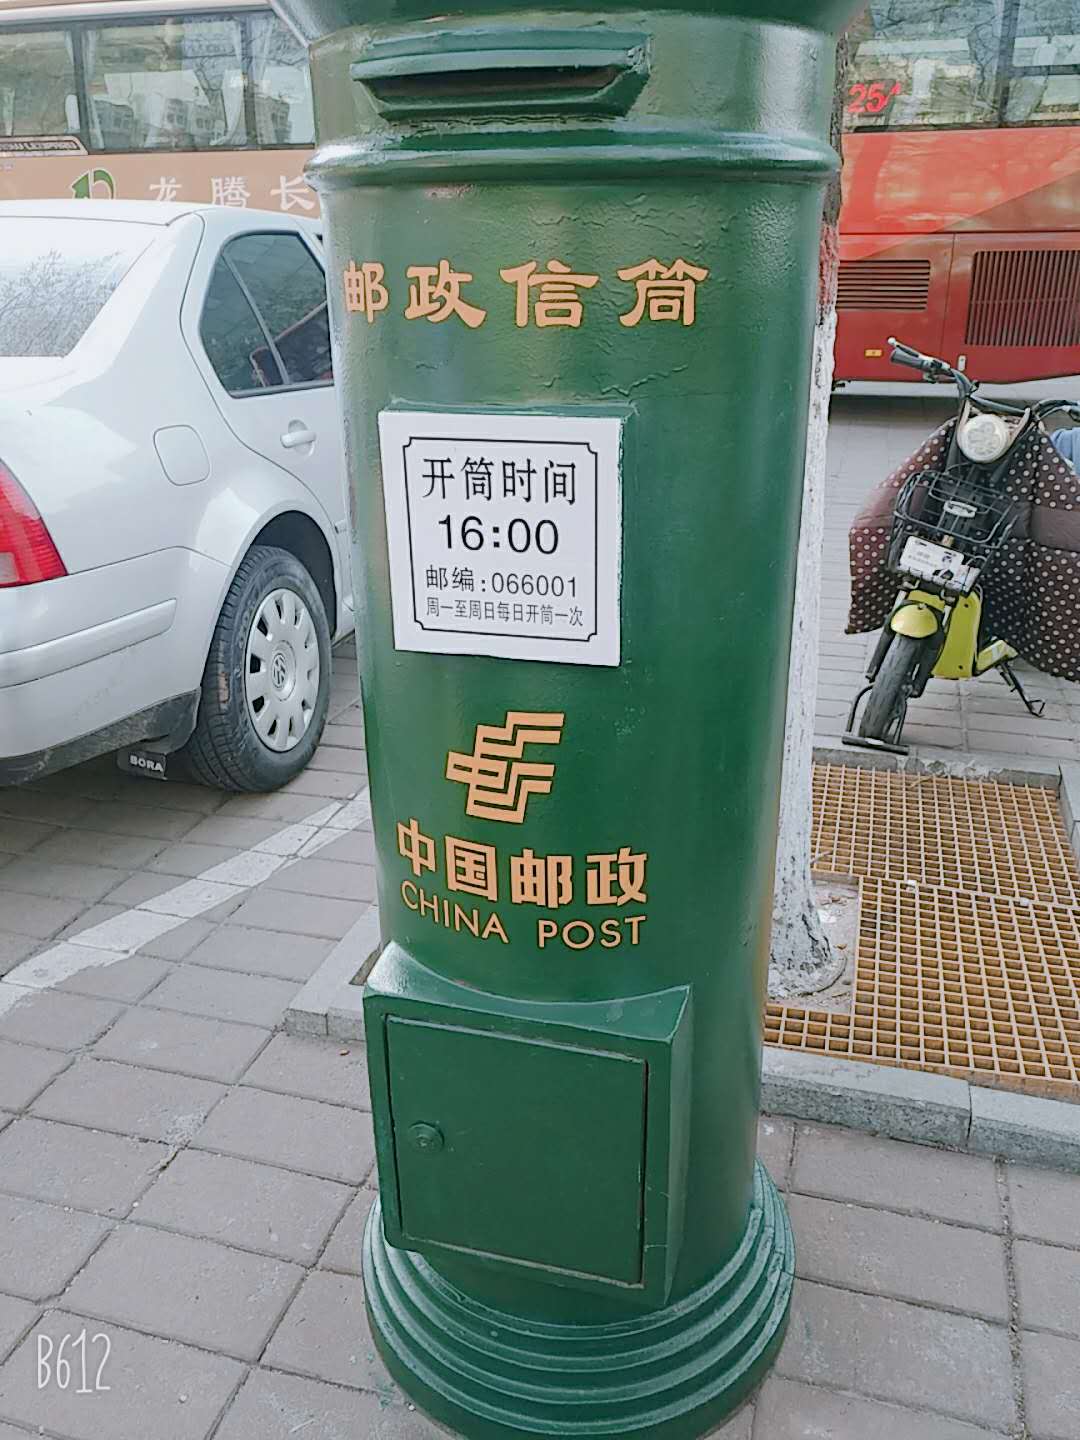 254
龙腾长
邮政信筒
开筒时间
16:00
邮编:066001
周一至周日每日开筒一次
中国邮政
CHINA POST
BORA
B612